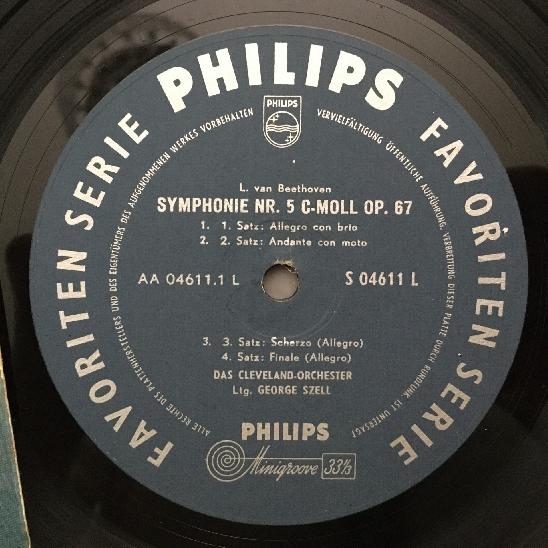 PHILIPS
FAVORITEN SERIE
FAVORITEN SERIE
ALLE RECHTE DES PLATTENHERSTELLERS UND DES EIGENTÜMERS DES AUFGENOMMENEN WERKES VORBEHALTEN
VERVIELFÄLTIGUNG ÖFFENTLICHE AUFFÜHRUNG, VERBREITUNG DIESER PLATTE DURCH RUNDFUNK, IST UNTERSAGT
PHILIPS
L. van Beethoven
SYMPHONIE NR. 5 C-MOLL OP. 67
1. 1. Satz: Allegro con brio
2. 2. Satz: Andante con moto
AA 04611.1 L
S 04611 L
3. 3. Satz: Scherzo (Allegro)
4. Satz: Finale (Allegro)
DAS CLEVELAND-ORCHESTER
Ltg. GEORGE SZELL
PHILIPS
Minigroove 33⅓